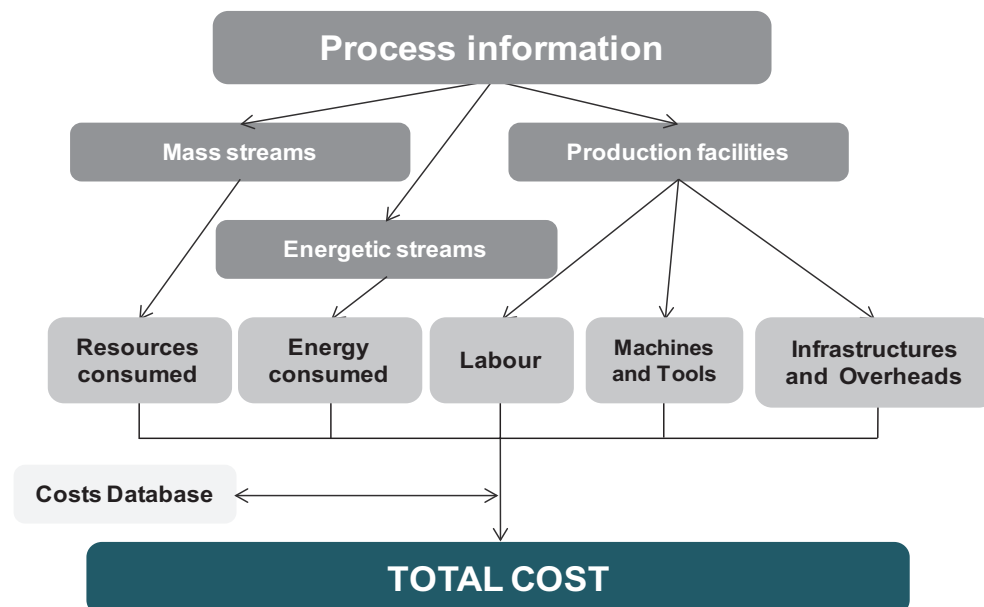 Process information
Mass streams
Production facilities
Energetic streams
Resources
consumed
Energy
consumed
Labour
Machines
and Tools
Infrastructures
and Overheads
Costs Database
TOTAL COST